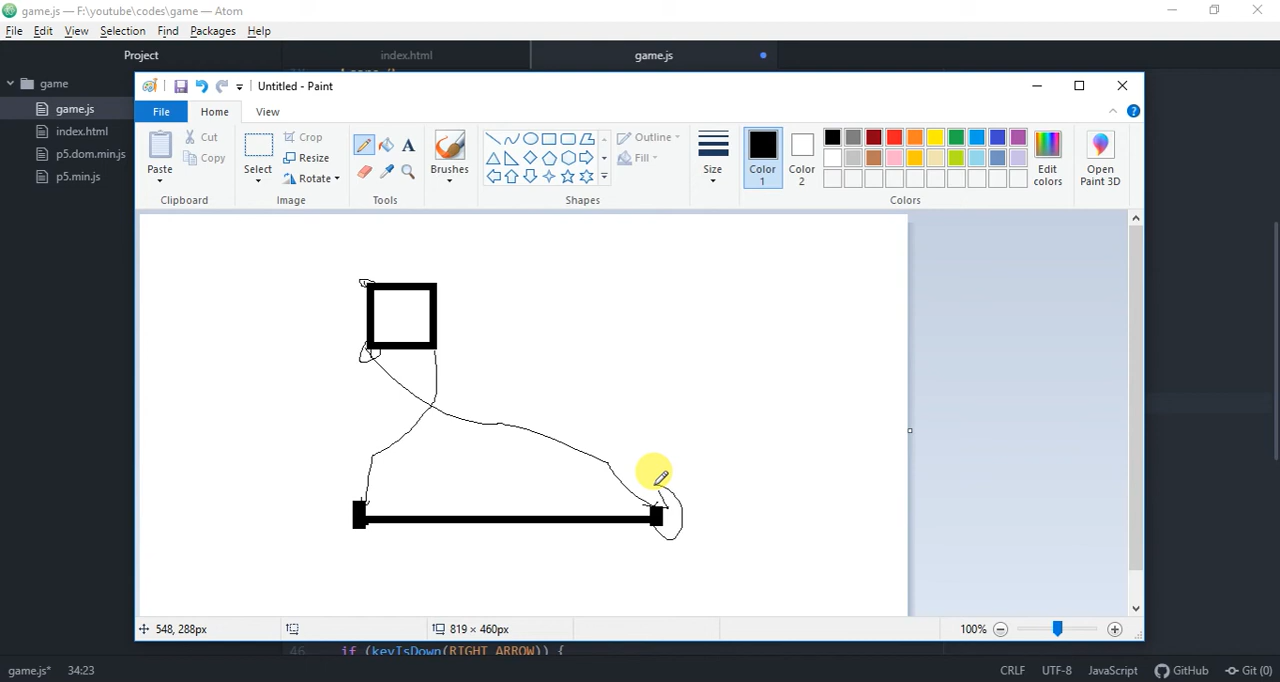 game.js — F:\youtube\codes\game — Atom
File Edit View Selection Find Packages Help
Project index.html game.js
game
game.js
index.html
p5.dom.min.js
p5.min.js
Untitled - Paint
File Home View
Paste Cut Copy Clipboard
Select Crop Resize Rotate Image
Tools
Brushes
Outline Fill Shapes
Size
Color 1
Color 2
Edit colors
Colors
Open Paint 3D
548, 288px 819 × 460px 100%
46 if (keyIsDown(RIGHT_ARROW)) {
game.js* 34:23 CRLF UTF-8 JavaScript GitHub Git (0)